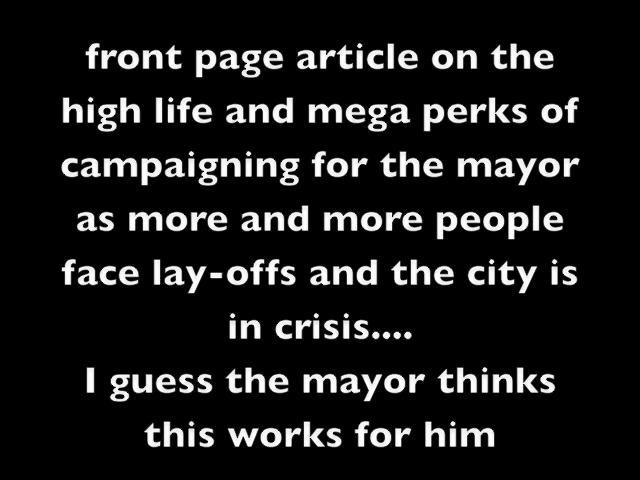 front page article on the
high life and mega perks of
campaigning for the mayor
as more and more people
face lay-offs and the city is
in crisis....
I guess the mayor thinks
this works for him